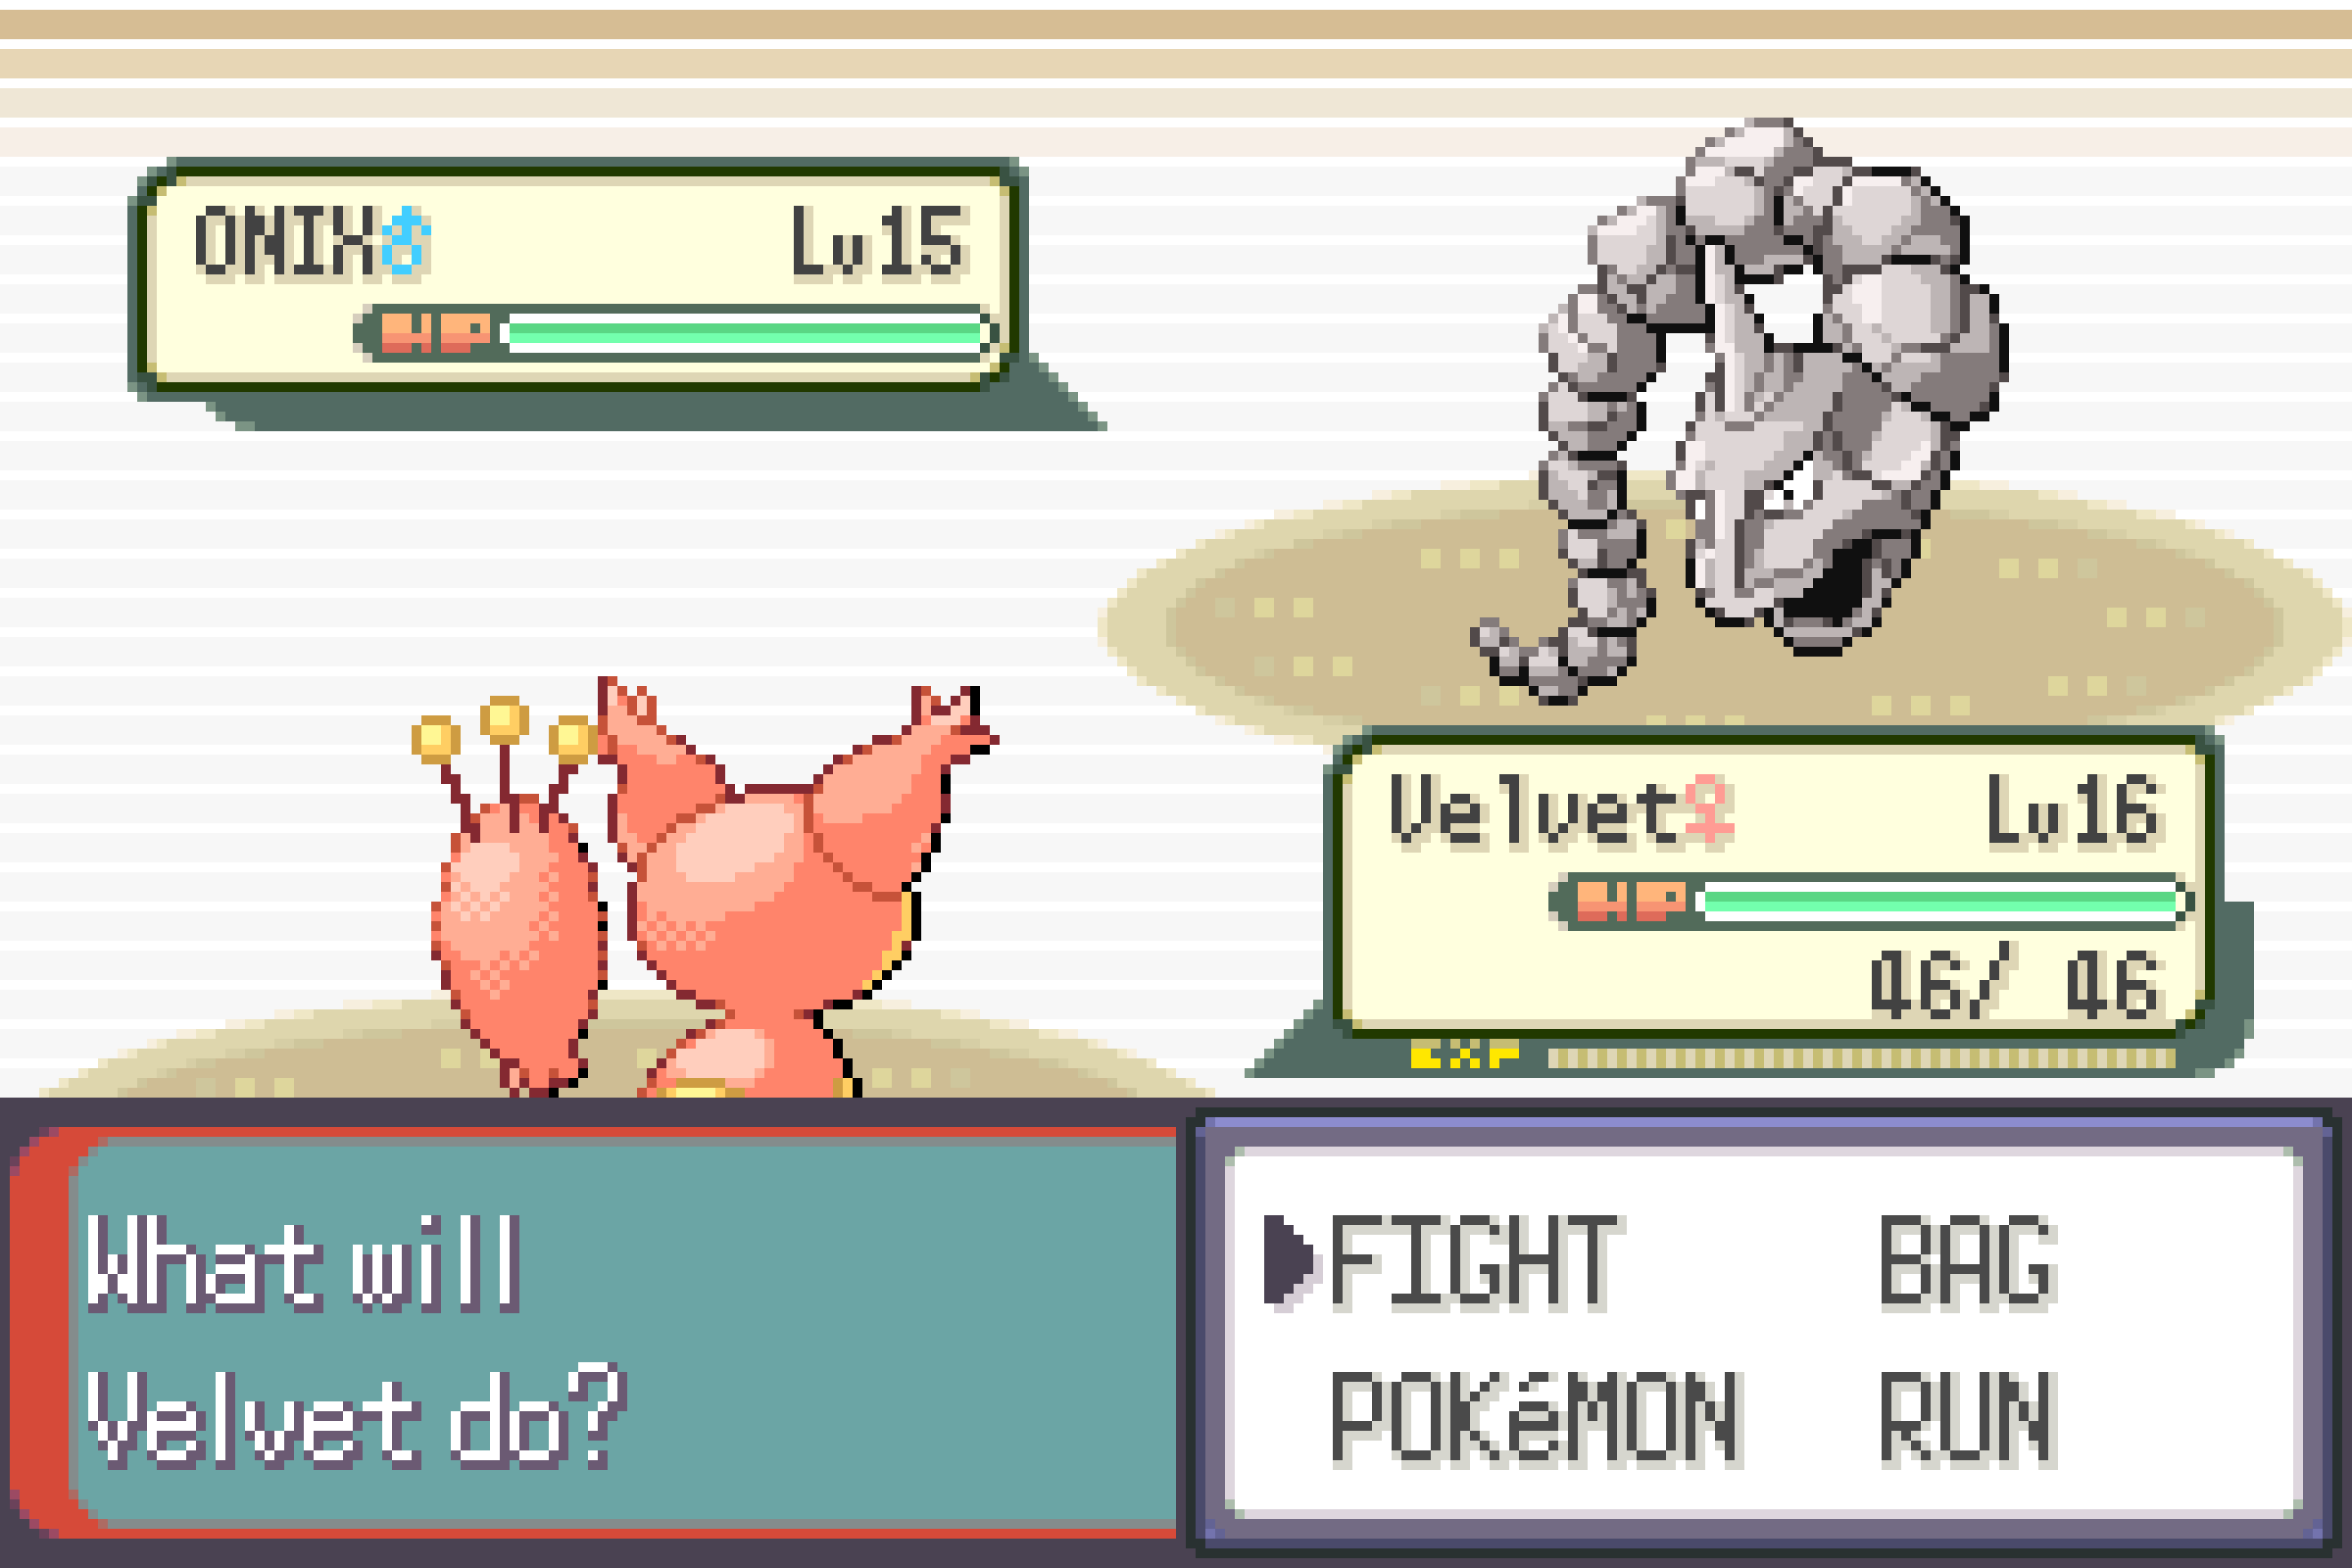 ONIX♂ Lv15
HP
Velvet♀ Lv16
HP
46/ 46
EXP
What will
Velvet do?
▶FIGHT BAG
POKéMON RUN